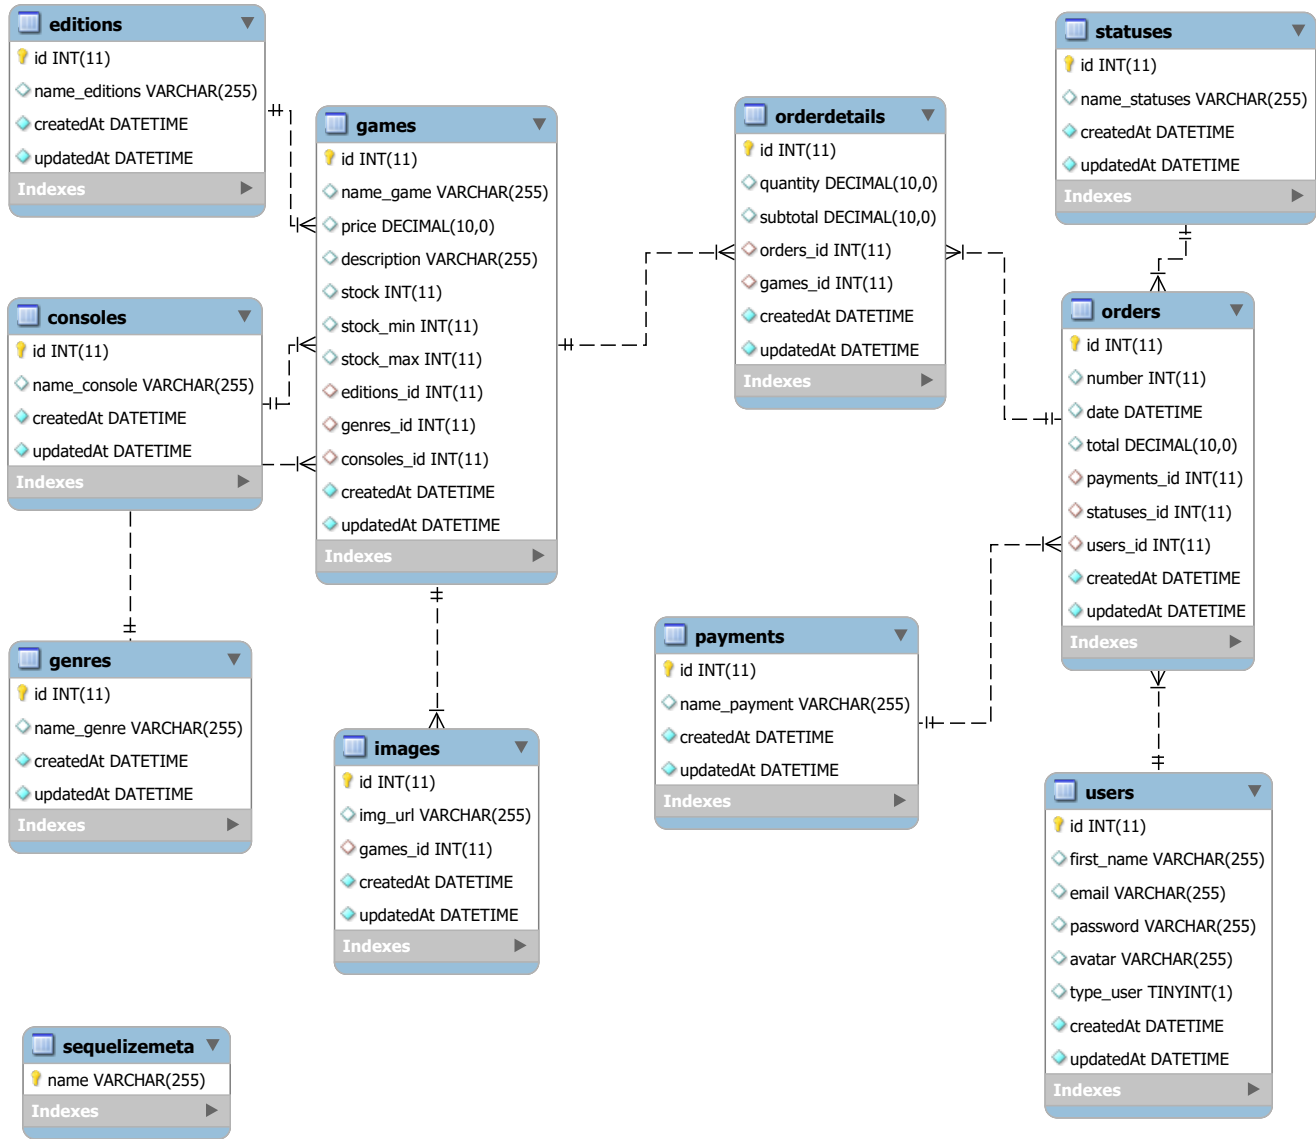 editions
id INT(11)
name_editions VARCHAR(255)
createdAt DATETIME
updatedAt DATETIME
Indexes
consoles
id INT(11)
name_console VARCHAR(255)
createdAt DATETIME
updatedAt DATETIME
Indexes
genres
id INT(11)
name_genre VARCHAR(255)
createdAt DATETIME
updatedAt DATETIME
Indexes
sequelizemeta
name VARCHAR(255)
Indexes
games
id INT(11)
name_game VARCHAR(255)
price DECIMAL(10,0)
description VARCHAR(255)
stock INT(11)
stock_min INT(11)
stock_max INT(11)
editions_id INT(11)
genres_id INT(11)
consoles_id INT(11)
createdAt DATETIME
updatedAt DATETIME
Indexes
images
id INT(11)
img_url VARCHAR(255)
games_id INT(11)
createdAt DATETIME
updatedAt DATETIME
Indexes
orderdetails
id INT(11)
quantity DECIMAL(10,0)
subtotal DECIMAL(10,0)
orders_id INT(11)
games_id INT(11)
createdAt DATETIME
updatedAt DATETIME
Indexes
payments
id INT(11)
name_payment VARCHAR(255)
createdAt DATETIME
updatedAt DATETIME
Indexes
statuses
id INT(11)
name_statuses VARCHAR(255)
createdAt DATETIME
updatedAt DATETIME
Indexes
orders
id INT(11)
number INT(11)
date DATETIME
total DECIMAL(10,0)
payments_id INT(11)
statuses_id INT(11)
users_id INT(11)
createdAt DATETIME
updatedAt DATETIME
Indexes
users
id INT(11)
first_name VARCHAR(255)
email VARCHAR(255)
password VARCHAR(255)
avatar VARCHAR(255)
type_user TINYINT(1)
createdAt DATETIME
updatedAt DATETIME
Indexes